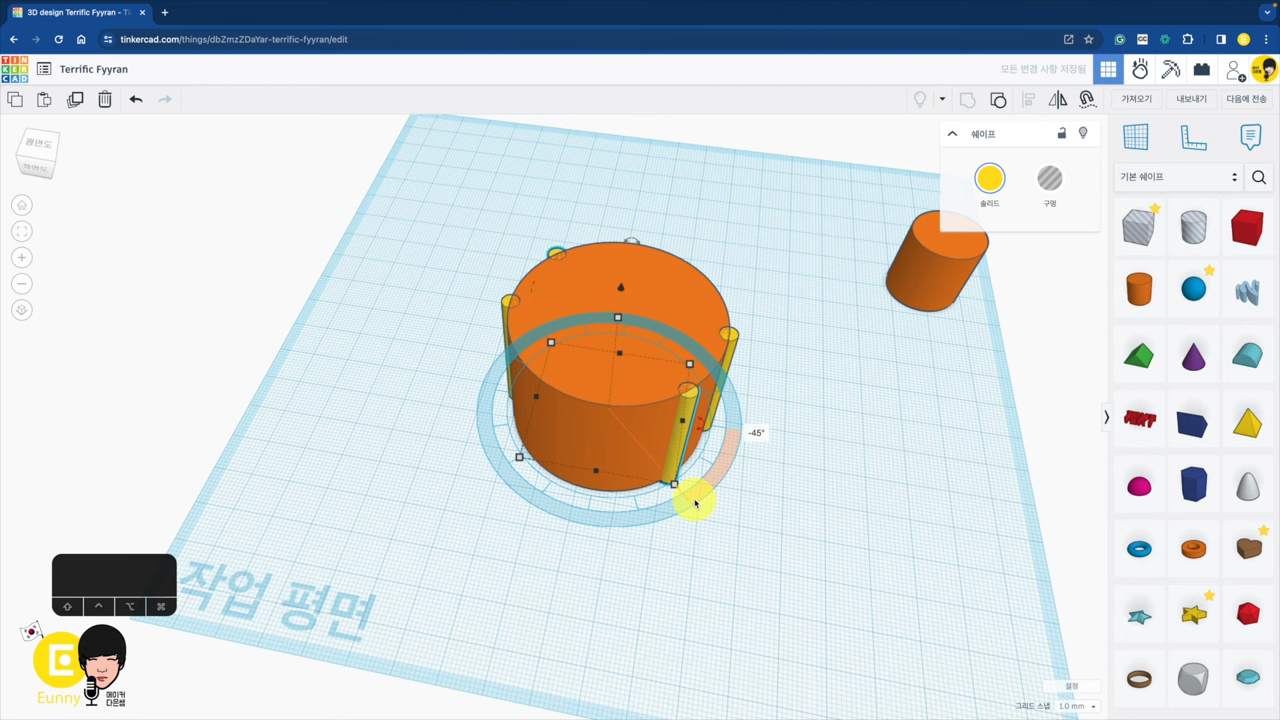 3D design Terrific Fyyran - Ti
tinkercad.com/things/dbZmzZDaYar-terrific-fyyran/edit
TIN
KER
CAD
Terrific Fyyran
모든 변경 사항 저장됨
가져오기
내보내기
다음에 전송
평면도
쉐이프
솔리드
구멍
기본 쉐이프
-45°
작업 평면
Eunny
메이커
다은쌤
설정
그리드 스냅 1.0 mm